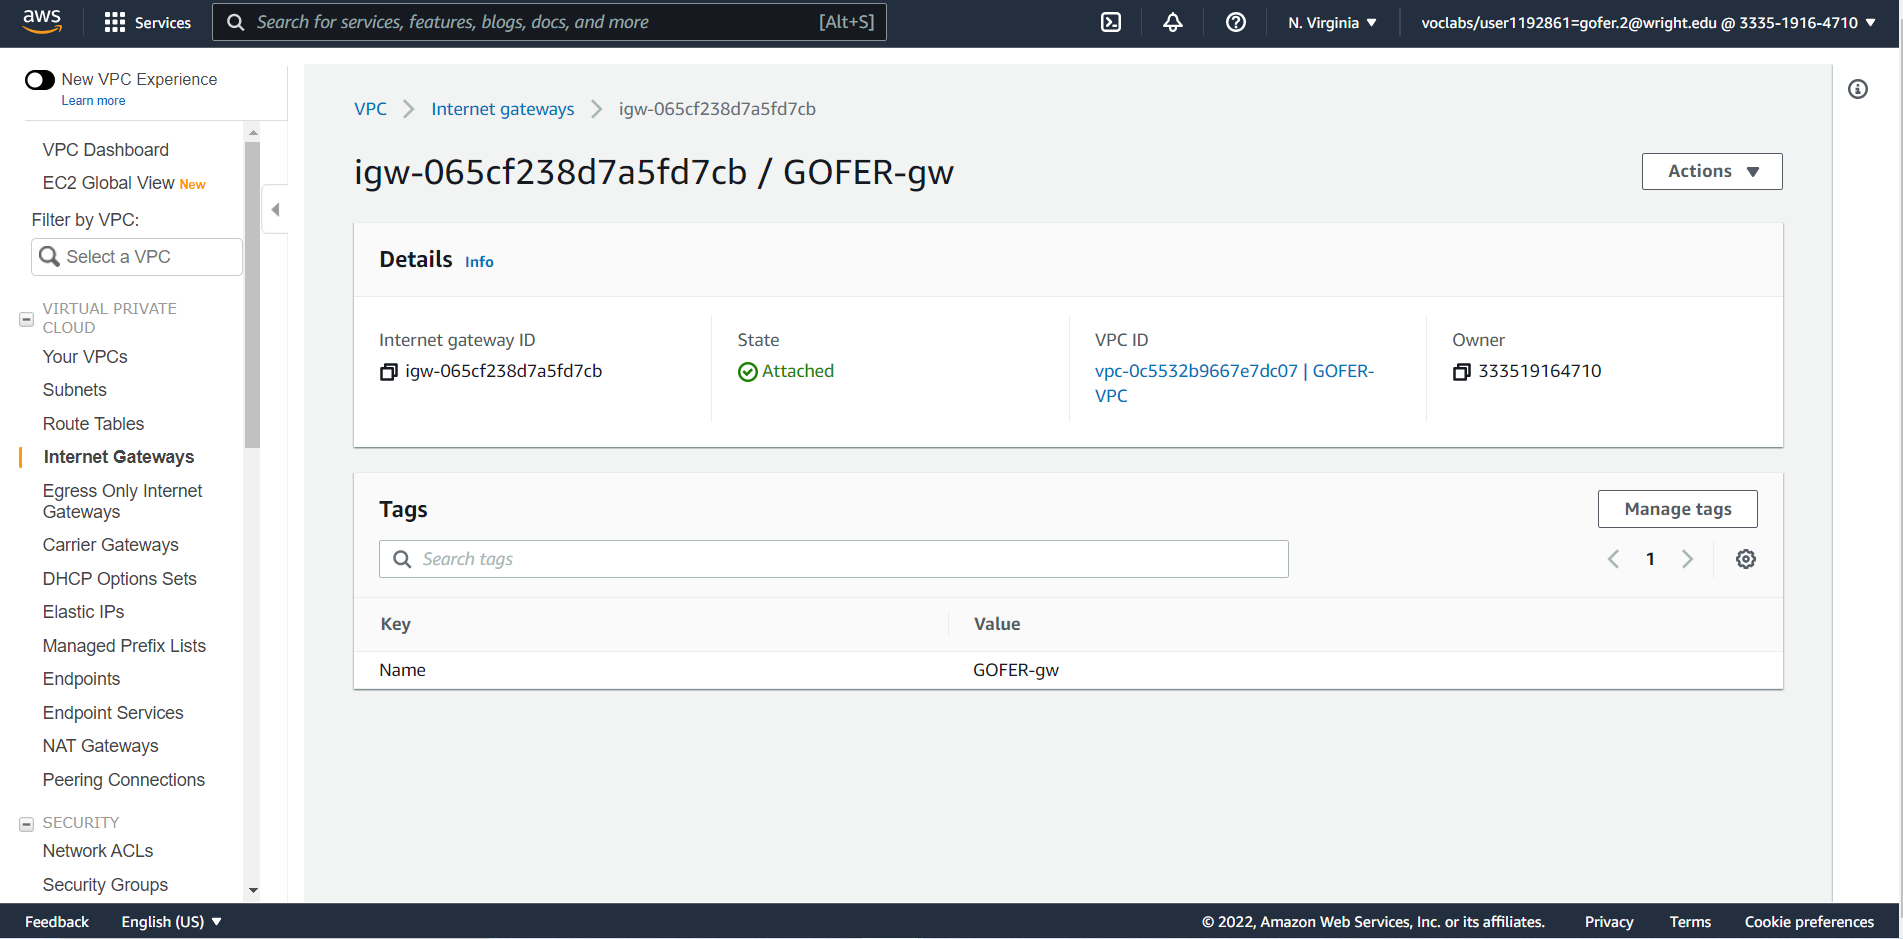 aws
Services
Search for services, features, blogs, docs, and more
[Alt+S]
N. Virginia
voclabs/user1192861=gofer.2@wright.edu @ 3335-1916-4710
New VPC Experience
Learn more
VPC Dashboard
EC2 Global View New
Filter by VPC:
Select a VPC
VIRTUAL PRIVATE
CLOUD
Your VPCs
Subnets
Route Tables
Internet Gateways
Egress Only Internet
Gateways
Carrier Gateways
DHCP Options Sets
Elastic IPs
Managed Prefix Lists
Endpoints
Endpoint Services
NAT Gateways
Peering Connections
SECURITY
Network ACLs
Security Groups
VPC
Internet gateways
igw-065cf238d7a5fd7cb
igw-065cf238d7a5fd7cb / GOFER-gw
Actions
Details Info
Internet gateway ID
igw-065cf238d7a5fd7cb
State
Attached
VPC ID
vpc-0c5532b9667e7dc07 | GOFER-
VPC
Owner
333519164710
Tags
Manage tags
Search tags
1
Key
Value
Name
GOFER-gw
Feedback
English (US)
© 2022, Amazon Web Services, Inc. or its affiliates.
Privacy
Terms
Cookie preferences